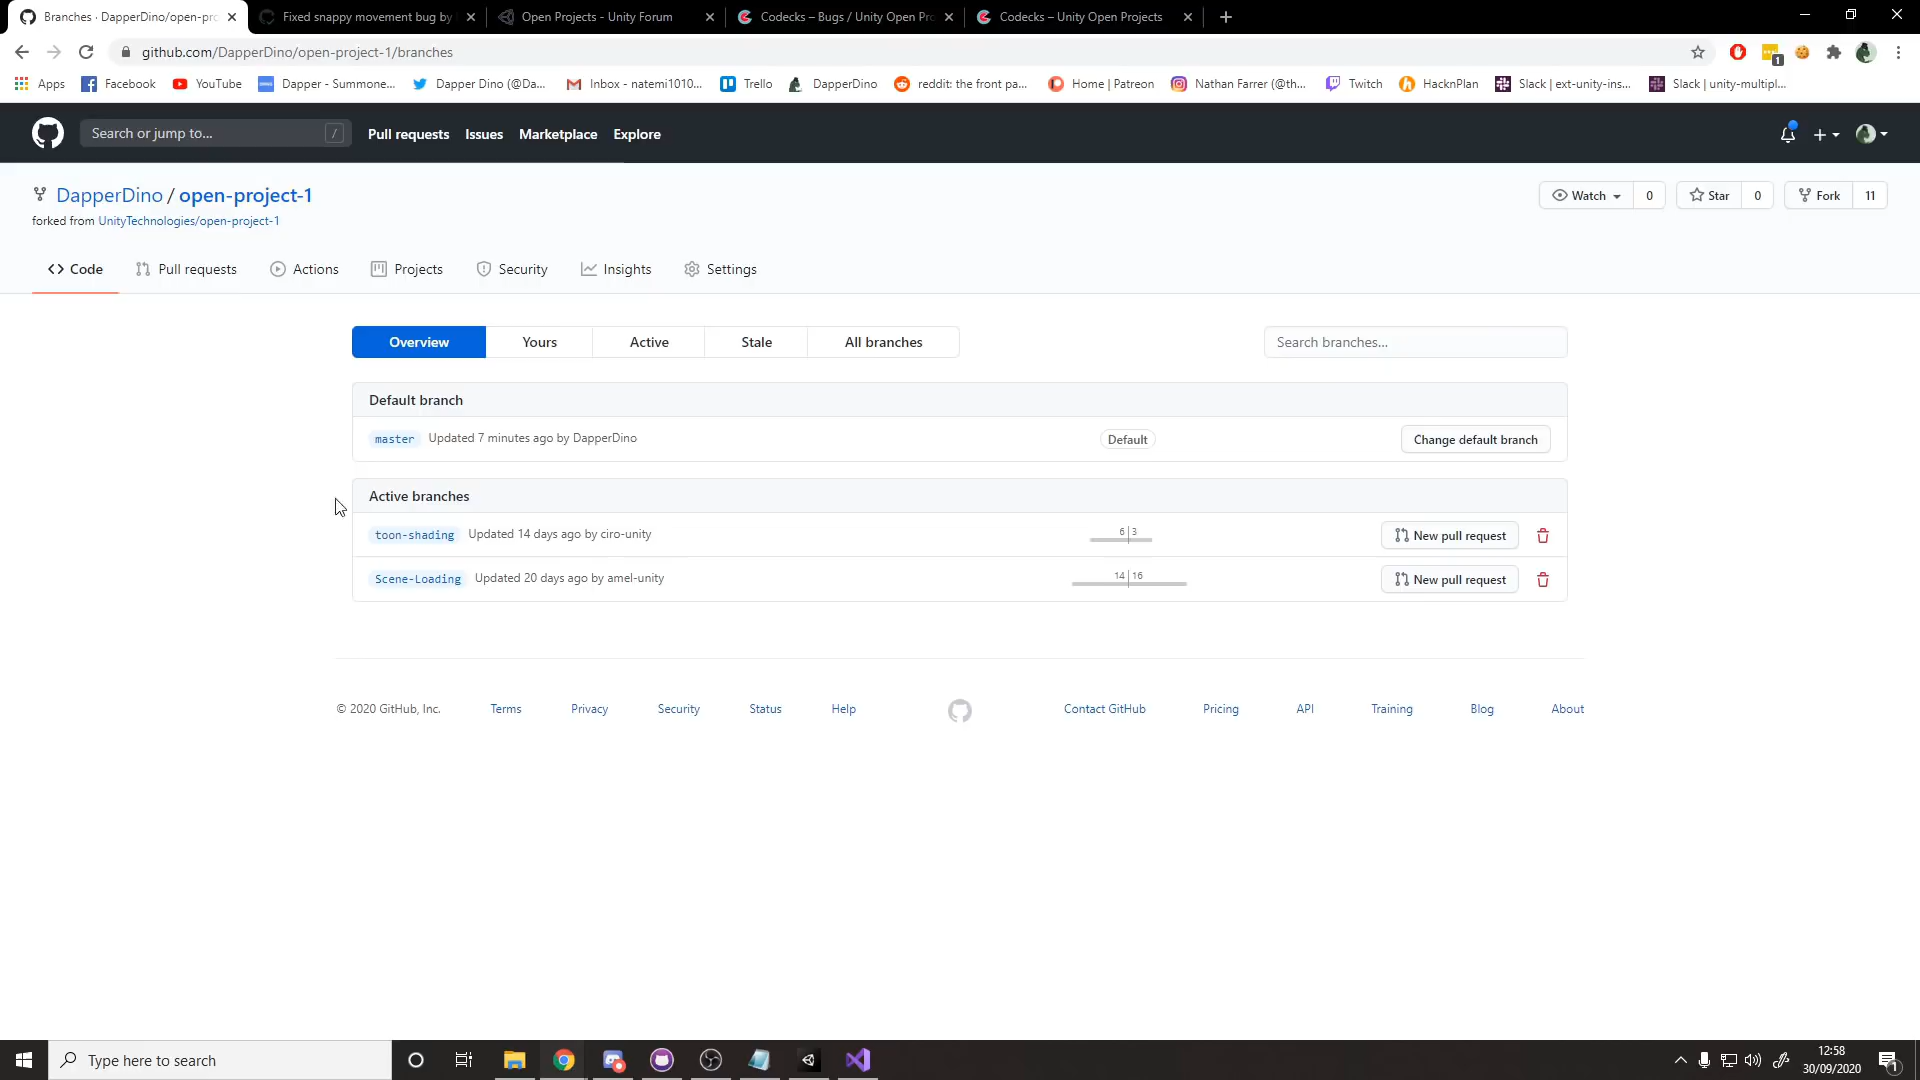 Branches · DapperDino/open-pro
Fixed snappy movement bug by
Open Projects - Unity Forum
Codecks – Bugs / Unity Open Pro
Codecks – Unity Open Projects
github.com/DapperDino/open-project-1/branches
1
Apps
Facebook
YouTube
Dapper - Summone...
Dapper Dino (@Da...
Inbox - natemi1010...
Trello
DapperDino
reddit: the front pa...
Home | Patreon
Nathan Farrer (@th...
Twitch
HacknPlan
Slack | ext-unity-ins...
Slack | unity-multipl...
Search or jump to...
/
Pull requests
Issues
Marketplace
Explore
DapperDino / open-project-1
Watch
0
Star
0
Fork
11
forked from UnityTechnologies/open-project-1
Code
Pull requests
Actions
Projects
Security
Insights
Settings
Overview
Yours
Active
Stale
All branches
Search branches...
Default branch
master Updated 7 minutes ago by DapperDino
Default
Change default branch
Active branches
toon-shading Updated 14 days ago by ciro-unity
6 | 3
New pull request
Scene-Loading Updated 20 days ago by amel-unity
14 | 16
New pull request
© 2020 GitHub, Inc.
Terms
Privacy
Security
Status
Help
Contact GitHub
Pricing
API
Training
Blog
About
Type here to search
12:58
30/09/2020
1